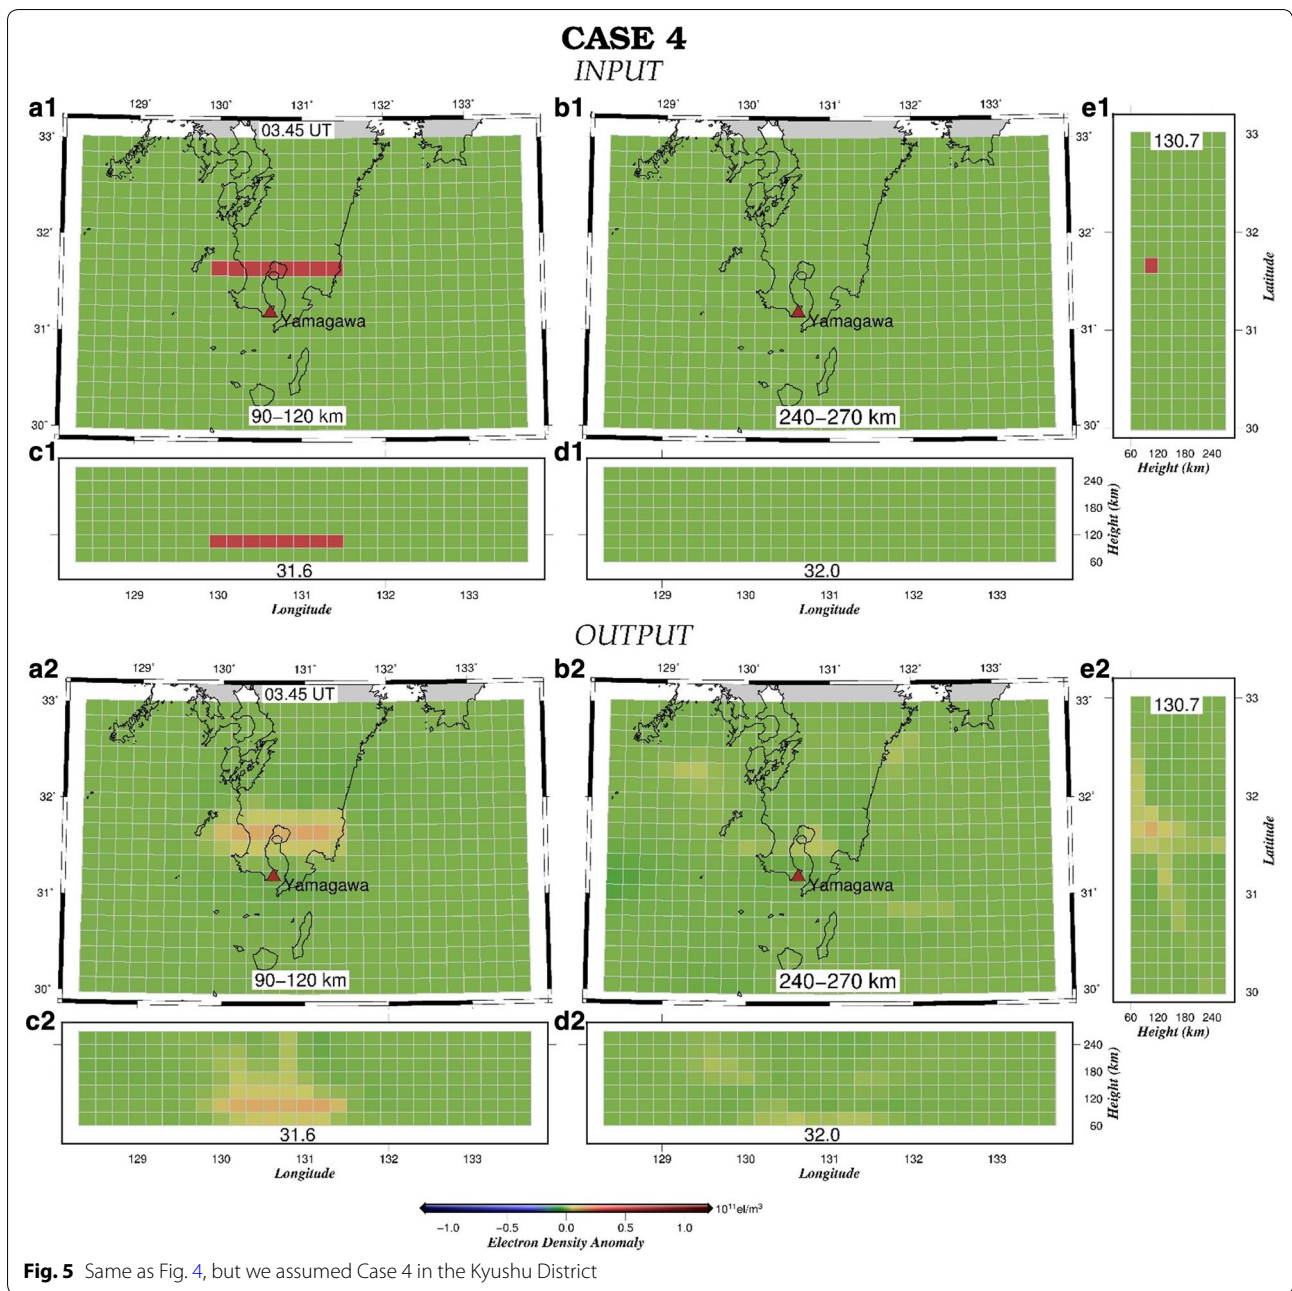 CASE 4
INPUT
a1
129°
130°
131°
132°
133°
03.45 UT
33°
32°
31°
30°
Yamagawa
90–120 km
b1
129°
130°
131°
132°
133°
33°
32°
31°
30°
Yamagawa
240–270 km
e1
130.7
33
32
31
30
Latitude
60 120 180 240
Height (km)
c1
31.6
129 130 131 132 133
Longitude
d1
32.0
240
180
120
60
Height (km)
129 130 131 132 133
Longitude
OUTPUT
a2
129°
130°
131°
132°
133°
03.45 UT
33°
32°
31°
30°
Yamagawa
90–120 km
b2
129°
130°
131°
132°
133°
33°
32°
31°
30°
Yamagawa
240–270 km
e2
130.7
33
32
31
30
Latitude
60 120 180 240
Height (km)
c2
31.6
129 130 131 132 133
Longitude
d2
32.0
240
180
120
60
Height (km)
129 130 131 132 133
Longitude
10¹¹el/m³
−1.0 −0.5 0.0 0.5 1.0
Electron Density Anomaly
Fig. 5 Same as Fig. 4, but we assumed Case 4 in the Kyushu District